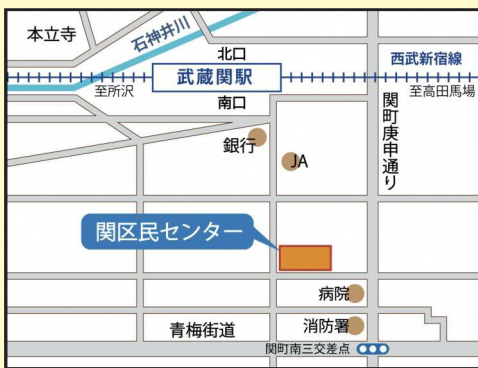 本立寺
石神井川
北口
西武新宿線
武蔵関駅
至所沢
至高田馬場
南口
関町庚申通り
銀行
JA
関区民センター
病院
青梅街道
消防署
関町南三交差点